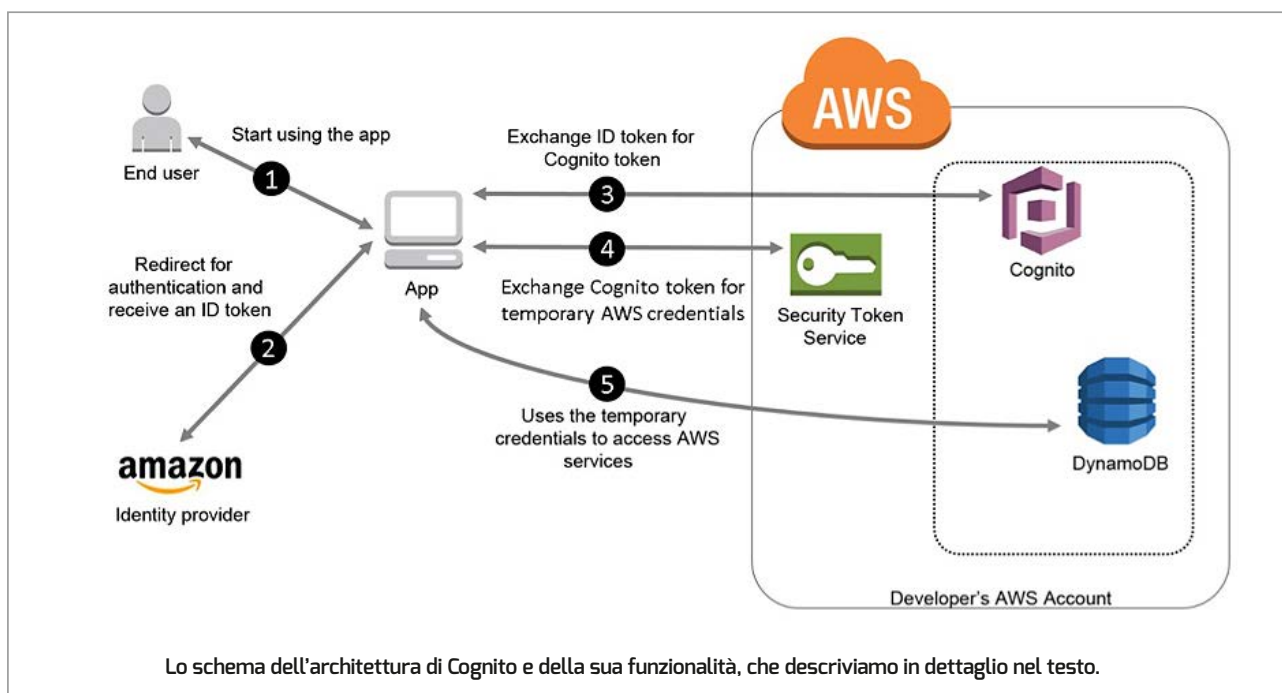 AWS
Start using the app
End user
1
Exchange ID token for
Cognito token
3
Cognito
Redirect for
authentication and
receive an ID token
2
App
4
Exchange Cognito token for
temporary AWS credentials
Security Token
Service
5
Uses the temporary
credentials to access AWS
services
DynamoDB
amazon
Identity provider
Developer's AWS Account
Lo schema dell'architettura di Cognito e della sua funzionalità, che descriviamo in dettaglio nel testo.